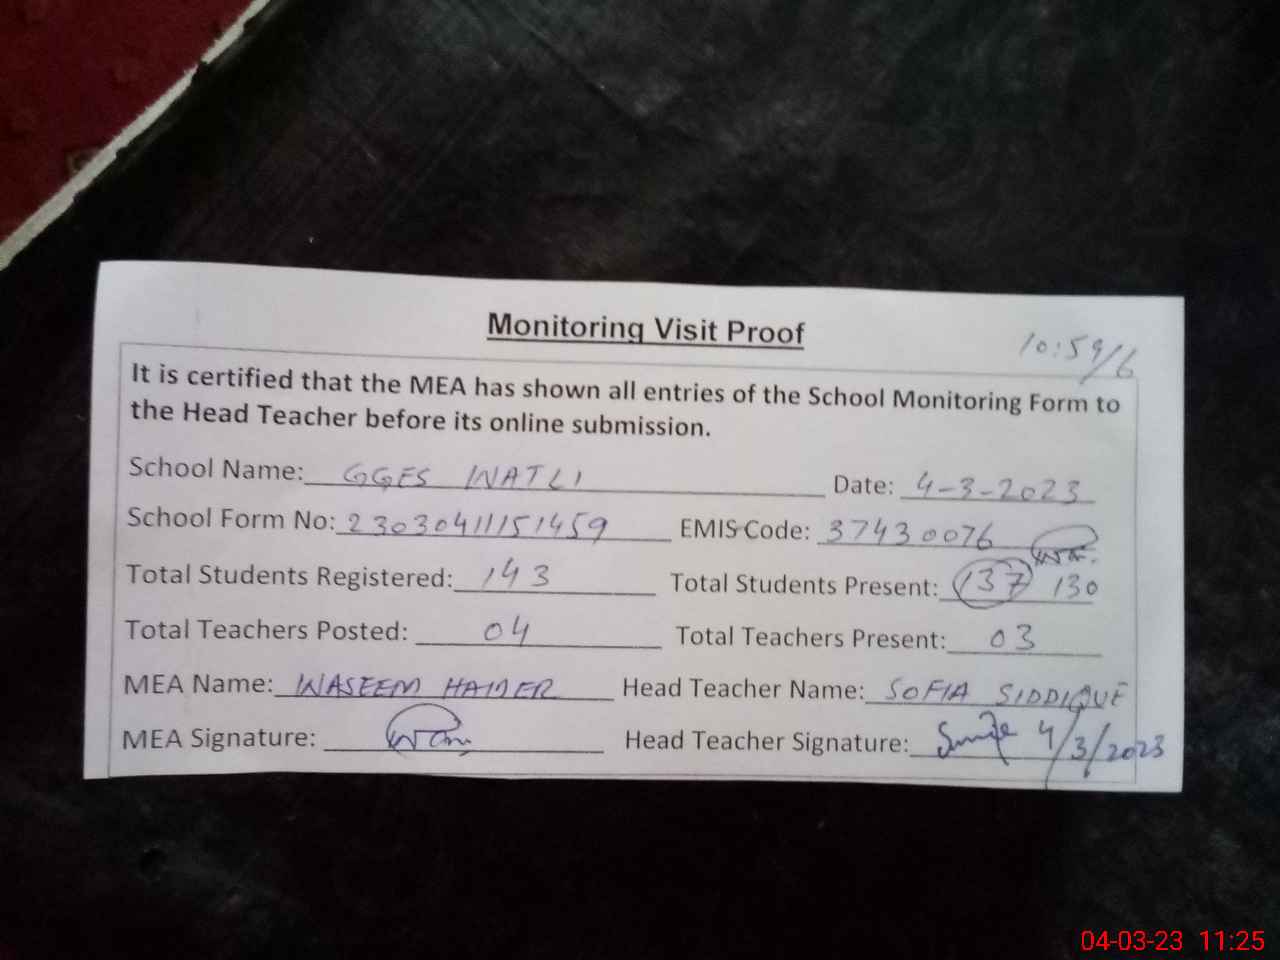 Monitoring Visit Proof
10:59/6
It is certified that the MEA has shown all entries of the School Monitoring Form to
the Head Teacher before its online submission.
School Name: GGES WATLI Date: 4-3-2023
School Form No: 23030411151459 EMIS Code: 37430076
Total Students Registered: 143 Total Students Present: 137 130
Total Teachers Posted: 04 Total Teachers Present: 03
MEA Name: WASEEM HAIDER Head Teacher Name: SOFIA SIDDIQUE
MEA Signature: Head Teacher Signature: 4/3/2023
04-03-23 11:25